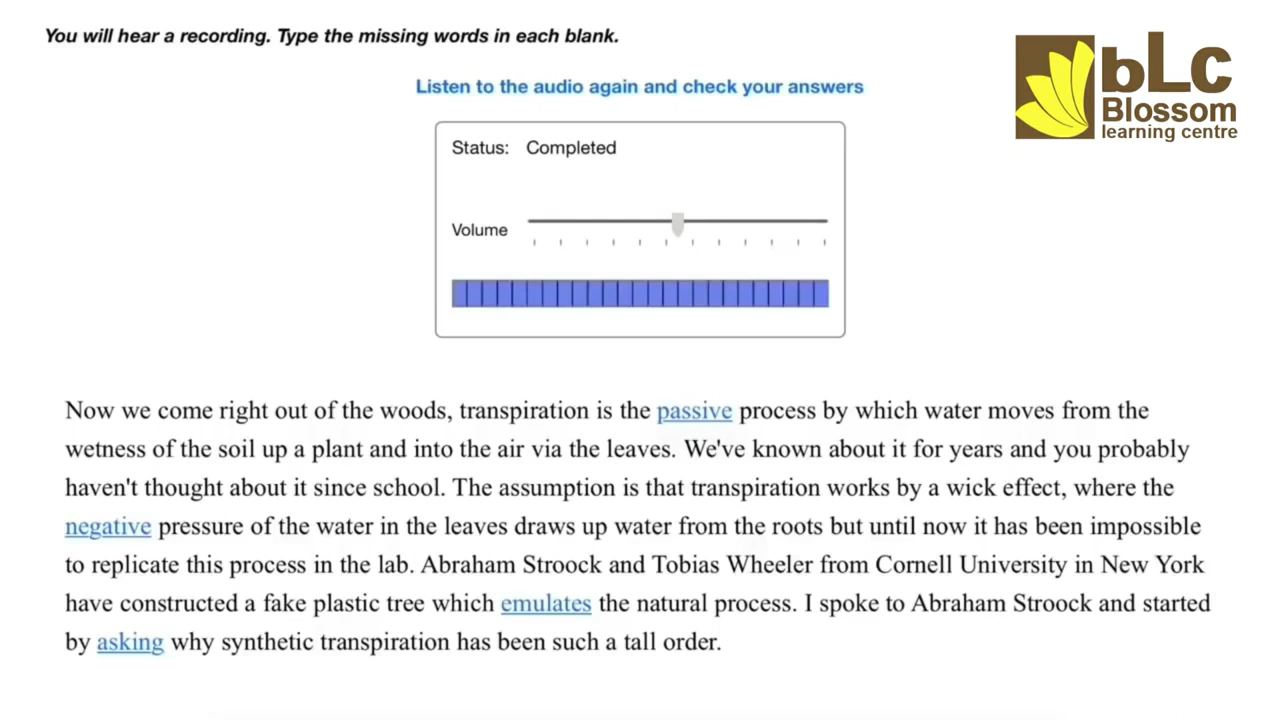 You will hear a recording. Type the missing words in each blank.
bLc
Blossom
learning centre
Listen to the audio again and check your answers
Status: Completed
Volume
Now we come right out of the woods, transpiration is the passive process by which water moves from the
wetness of the soil up a plant and into the air via the leaves. We've known about it for years and you probably
haven't thought about it since school. The assumption is that transpiration works by a wick effect, where the
negative pressure of the water in the leaves draws up water from the roots but until now it has been impossible
to replicate this process in the lab. Abraham Stroock and Tobias Wheeler from Cornell University in New York
have constructed a fake plastic tree which emulates the natural process. I spoke to Abraham Stroock and started
by asking why synthetic transpiration has been such a tall order.